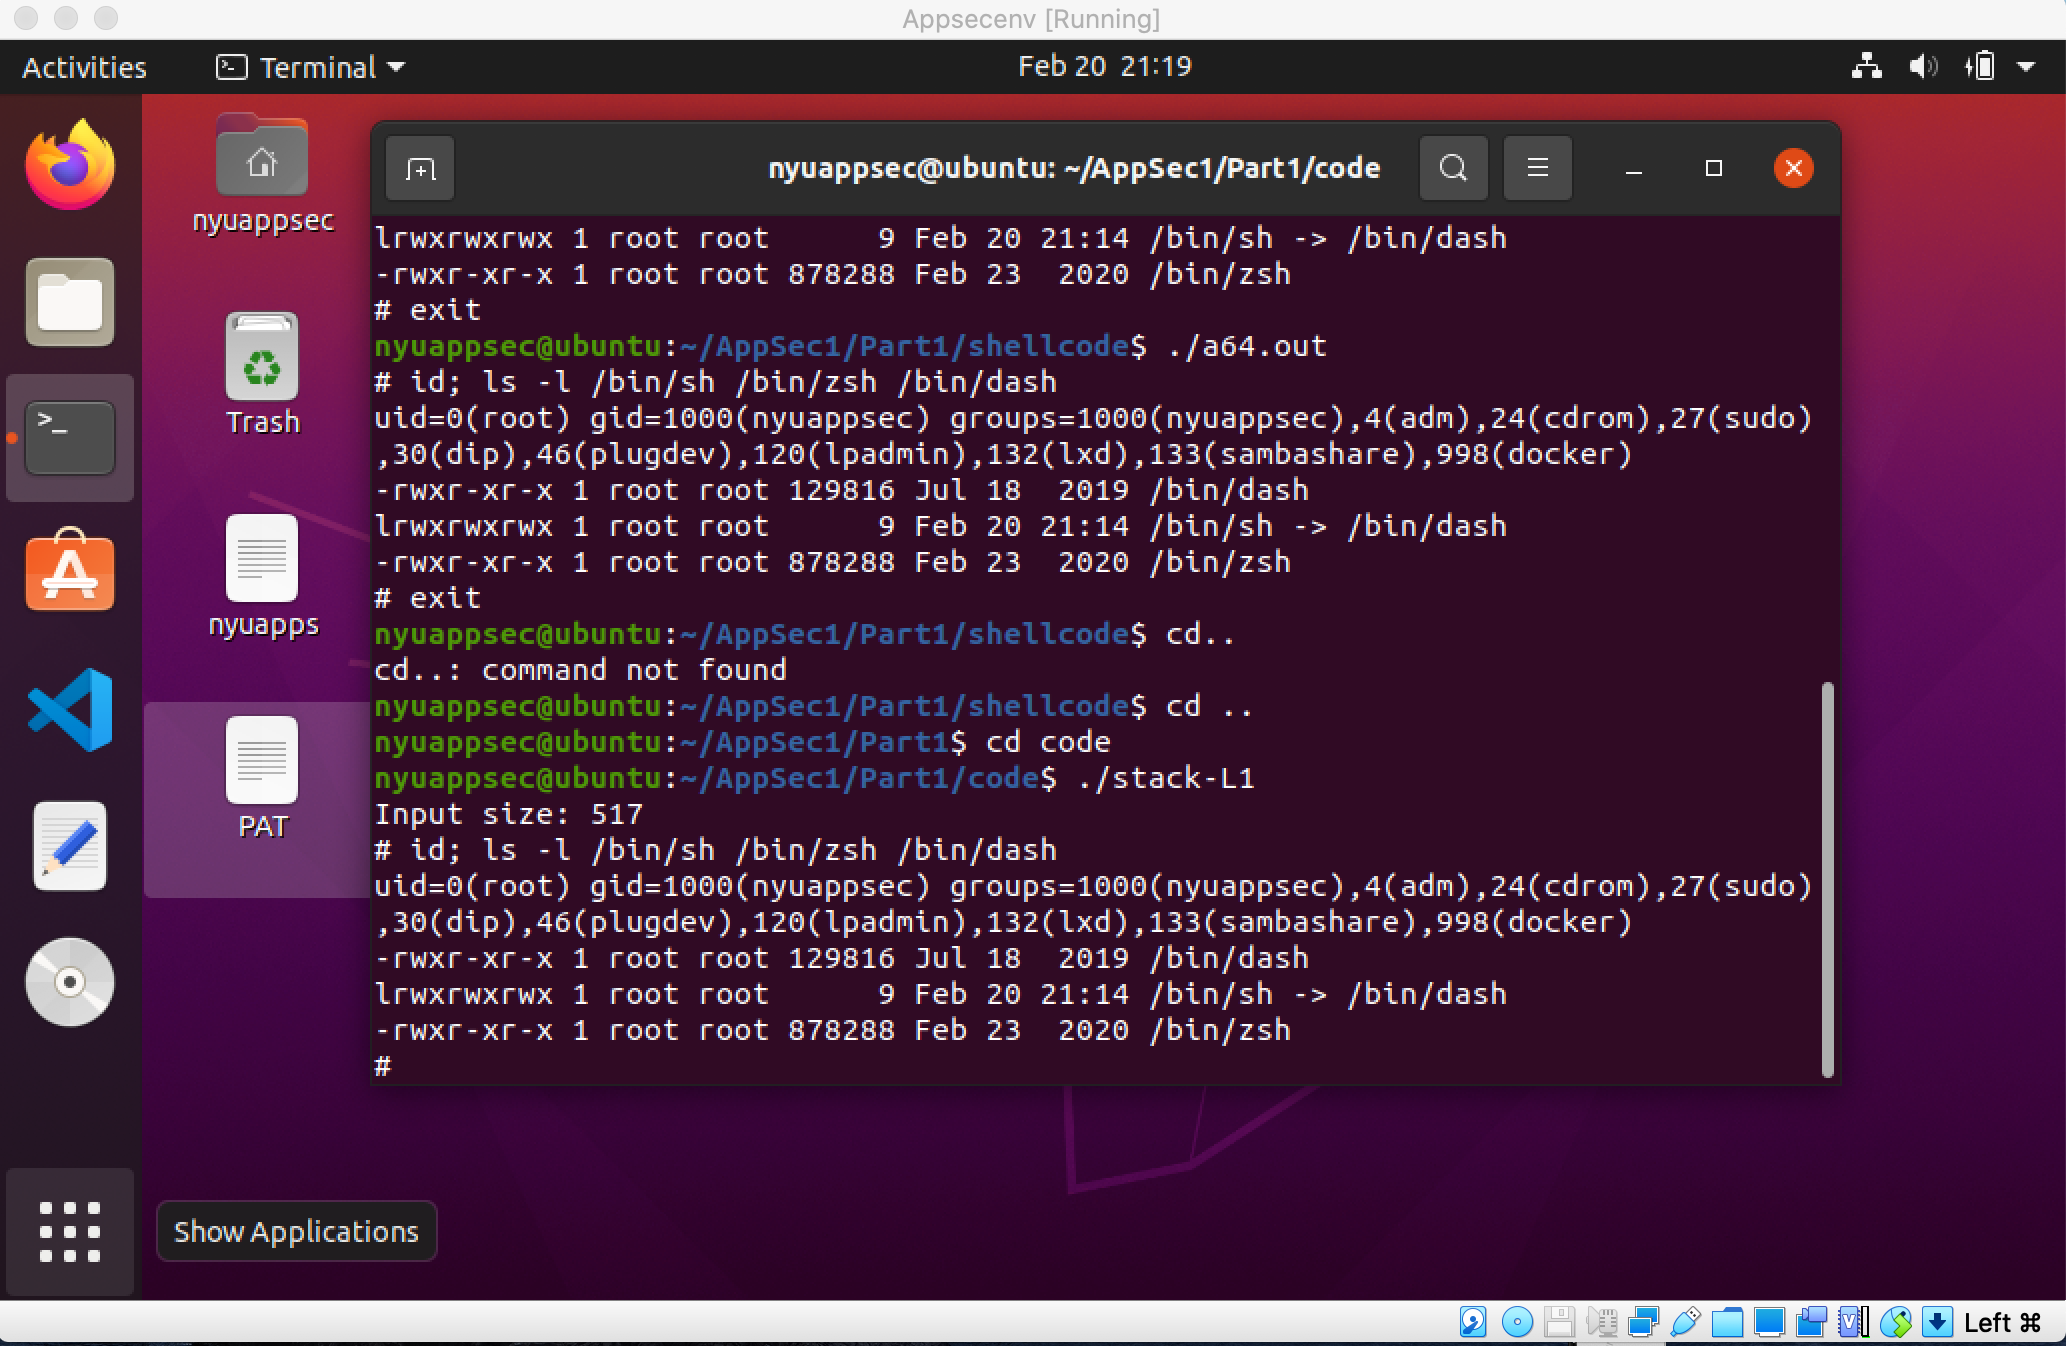 Appsecenv [Running]
Activities
Terminal
Feb 20 21:19
nyuappsec
Trash
nyuapps
PAT
nyuappsec@ubuntu: ~/AppSec1/Part1/code
lrwxrwxrwx 1 root root      9 Feb 20 21:14 /bin/sh -> /bin/dash
-rwxr-xr-x 1 root root 878288 Feb 23  2020 /bin/zsh
# exit
nyuappsec@ubuntu:~/AppSec1/Part1/shellcode$ ./a64.out
# id; ls -l /bin/sh /bin/zsh /bin/dash
uid=0(root) gid=1000(nyuappsec) groups=1000(nyuappsec),4(adm),24(cdrom),27(sudo)
,30(dip),46(plugdev),120(lpadmin),132(lxd),133(sambashare),998(docker)
-rwxr-xr-x 1 root root 129816 Jul 18  2019 /bin/dash
lrwxrwxrwx 1 root root      9 Feb 20 21:14 /bin/sh -> /bin/dash
-rwxr-xr-x 1 root root 878288 Feb 23  2020 /bin/zsh
# exit
nyuappsec@ubuntu:~/AppSec1/Part1/shellcode$ cd..
cd..: command not found
nyuappsec@ubuntu:~/AppSec1/Part1/shellcode$ cd ..
nyuappsec@ubuntu:~/AppSec1/Part1$ cd code
nyuappsec@ubuntu:~/AppSec1/Part1/code$ ./stack-L1
Input size: 517
# id; ls -l /bin/sh /bin/zsh /bin/dash
uid=0(root) gid=1000(nyuappsec) groups=1000(nyuappsec),4(adm),24(cdrom),27(sudo)
,30(dip),46(plugdev),120(lpadmin),132(lxd),133(sambashare),998(docker)
-rwxr-xr-x 1 root root 129816 Jul 18  2019 /bin/dash
lrwxrwxrwx 1 root root      9 Feb 20 21:14 /bin/sh -> /bin/dash
-rwxr-xr-x 1 root root 878288 Feb 23  2020 /bin/zsh
#
Show Applications
Left ⌘